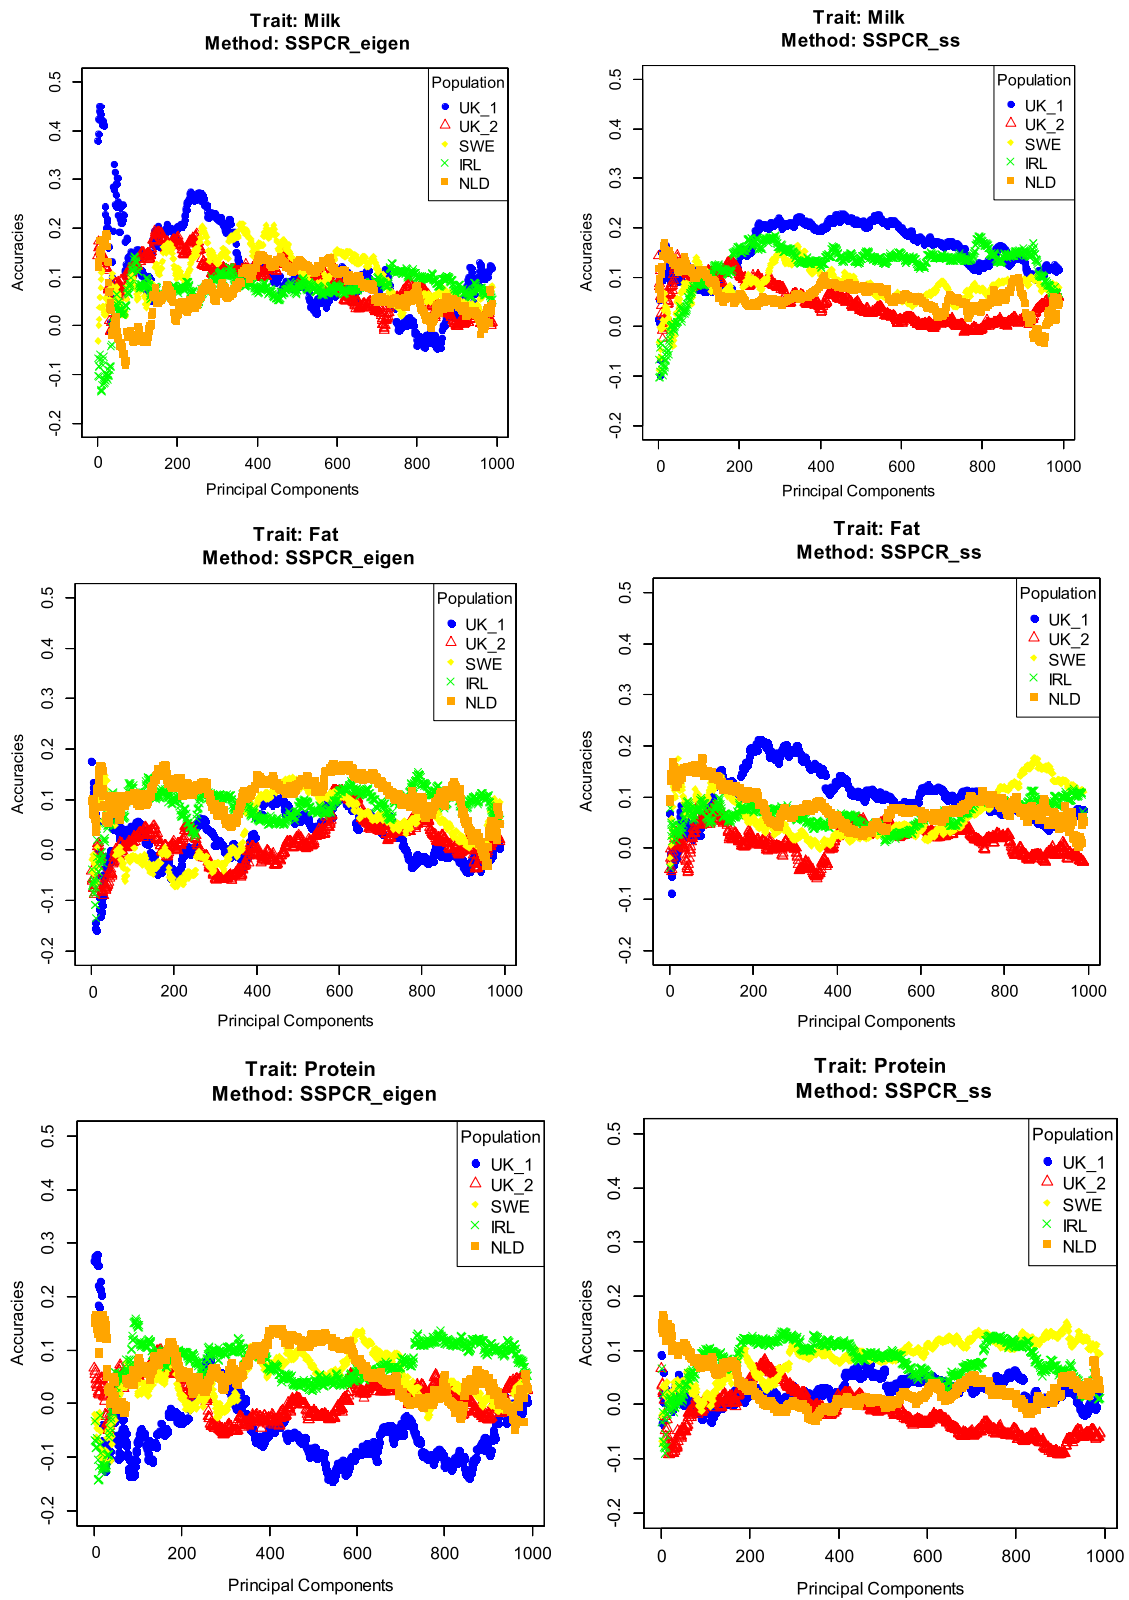 Trait: Milk
Method: SSPCR_eigen
Accuracies
0.5
0.4
0.3
0.2
0.1
0.0
-0.1
-0.2
Population
UK_1
UK_2
SWE
IRL
NLD
0 200 400 600 800 1000
Principal Components
Trait: Milk
Method: SSPCR_ss
Accuracies
0.5
0.4
0.3
0.2
0.1
0.0
-0.1
-0.2
Population
UK_1
UK_2
SWE
IRL
NLD
0 200 400 600 800 1000
Principal Components
Trait: Fat
Method: SSPCR_eigen
Accuracies
0.5
0.4
0.3
0.2
0.1
0.0
-0.1
-0.2
Population
UK_1
UK_2
SWE
IRL
NLD
0 200 400 600 800 1000
Principal Components
Trait: Fat
Method: SSPCR_ss
Accuracies
0.5
0.4
0.3
0.2
0.1
0.0
-0.1
-0.2
Population
UK_1
UK_2
SWE
IRL
NLD
0 200 400 600 800 1000
Principal Components
Trait: Protein
Method: SSPCR_eigen
Accuracies
0.5
0.4
0.3
0.2
0.1
0.0
-0.1
-0.2
Population
UK_1
UK_2
SWE
IRL
NLD
0 200 400 600 800 1000
Principal Components
Trait: Protein
Method: SSPCR_ss
Accuracies
0.5
0.4
0.3
0.2
0.1
0.0
-0.1
-0.2
Population
UK_1
UK_2
SWE
IRL
NLD
0 200 400 600 800 1000
Principal Components